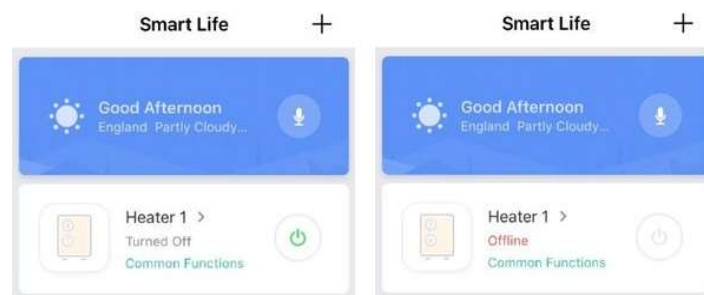 Smart Life +
Good Afternoon
England Partly Cloudy...
Heater 1 >
Turned Off
Common Functions
Smart Life +
Good Afternoon
England Partly Cloudy...
Heater 1 >
Offline
Common Functions